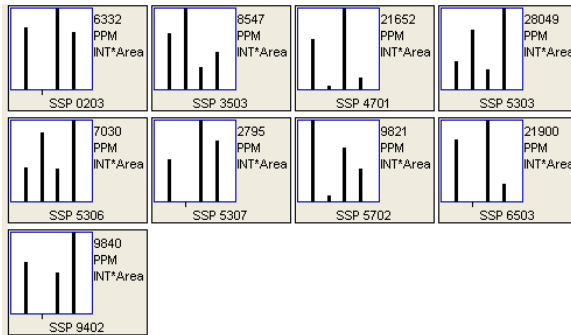 6332
PPM
INT*Area
SSP 0203
8547
PPM
INT*Area
SSP 3503
21652
PPM
INT*Area
SSP 4701
28049
PPM
INT*Area
SSP 5303
7030
PPM
INT*Area
SSP 5306
2795
PPM
INT*Area
SSP 5307
9821
PPM
INT*Area
SSP 5702
21900
PPM
INT*Area
SSP 6503
9840
PPM
INT*Area
SSP 9402